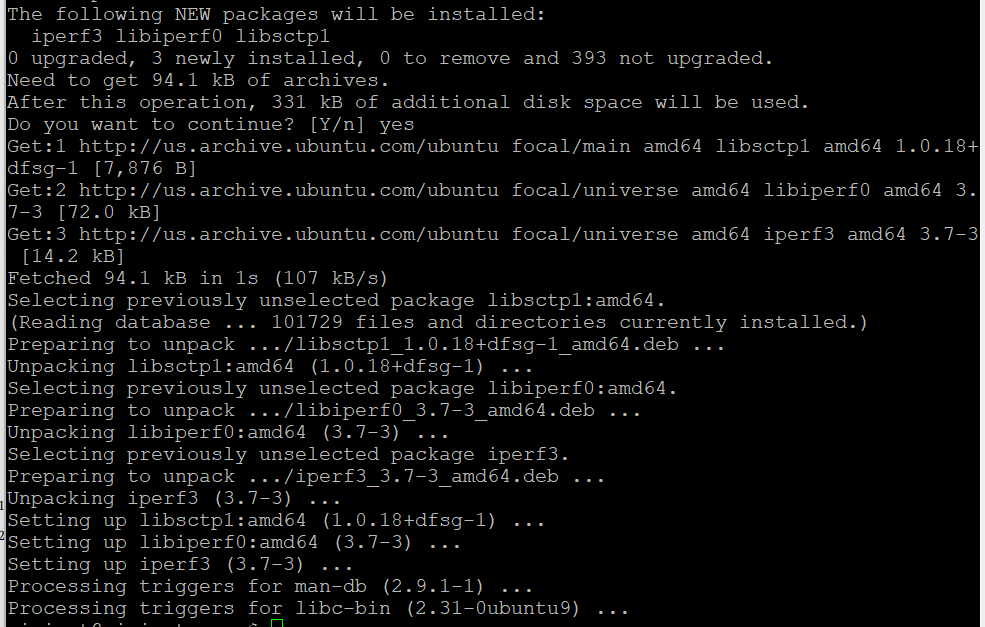 The following NEW packages will be installed:
  iperf3 libiperf0 libsctp1
0 upgraded, 3 newly installed, 0 to remove and 393 not upgraded.
Need to get 94.1 kB of archives.
After this operation, 331 kB of additional disk space will be used.
Do you want to continue? [Y/n] yes
Get:1 http://us.archive.ubuntu.com/ubuntu focal/main amd64 libsctp1 amd64 1.0.18+
dfsg-1 [7,876 B]
Get:2 http://us.archive.ubuntu.com/ubuntu focal/universe amd64 libiperf0 amd64 3.
7-3 [72.0 kB]
Get:3 http://us.archive.ubuntu.com/ubuntu focal/universe amd64 iperf3 amd64 3.7-3
 [14.2 kB]
Fetched 94.1 kB in 1s (107 kB/s)
Selecting previously unselected package libsctp1:amd64.
(Reading database ... 101729 files and directories currently installed.)
Preparing to unpack .../libsctp1_1.0.18+dfsg-1_amd64.deb ...
Unpacking libsctp1:amd64 (1.0.18+dfsg-1) ...
Selecting previously unselected package libiperf0:amd64.
Preparing to unpack .../libiperf0_3.7-3_amd64.deb ...
Unpacking libiperf0:amd64 (3.7-3) ...
Selecting previously unselected package iperf3.
Preparing to unpack .../iperf3_3.7-3_amd64.deb ...
Unpacking iperf3 (3.7-3) ...
Setting up libsctp1:amd64 (1.0.18+dfsg-1) ...
Setting up libiperf0:amd64 (3.7-3) ...
Setting up iperf3 (3.7-3) ...
Processing triggers for man-db (2.9.1-1) ...
Processing triggers for libc-bin (2.31-0ubuntu9) ...